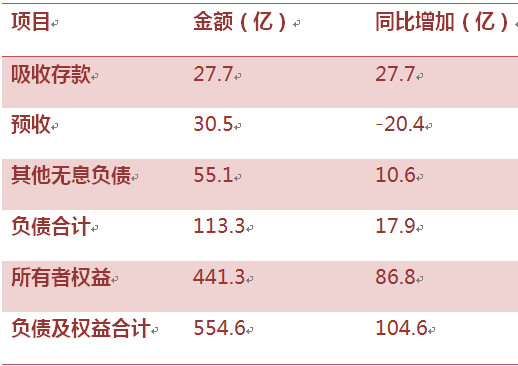 项目 金额（亿） 同比增加（亿）
吸收存款 27.7 27.7
预收 30.5 -20.4
其他无息负债 55.1 10.6
负债合计 113.3 17.9
所有者权益 441.3 86.8
负债及权益合计 554.6 104.6